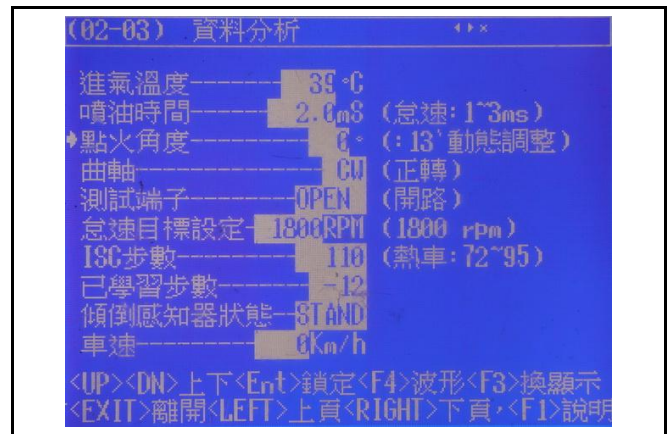 (02-03) 資料分析
進氣溫度--------- 39 °C
噴油時間--------- 2.0mS (怠速:1~3ms)
點火角度--------- 6° (:13`動態調整)
曲軸------------ CW (正轉)
測試端子-------- OPEN (開路)
怠速目標設定- 1800RPM (1800 rpm)
ISC步數--------- 110 (熱車:72~95)
已學習步數------- -12
傾倒感知器狀態--STAND
車速---------- 0Km/h
<UP><DN>上下<Ent>鎖定<F4>波形<F3>換顯示
<EXIT>離開<LEFT>上頁<RIGHT>下頁,<F1>說明